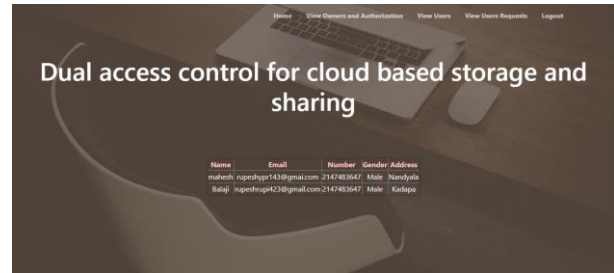 Home View Owners and Authorization View Users View Users Requests Logout
Dual access control for cloud based storage and
sharing
Name Email Number Gender Address
mahesh rupeshypr143@gmai.com 2147483647 Male Nandyala
Balaji rupeshrupi423@gmail.com 2147483647 Male Kadapa